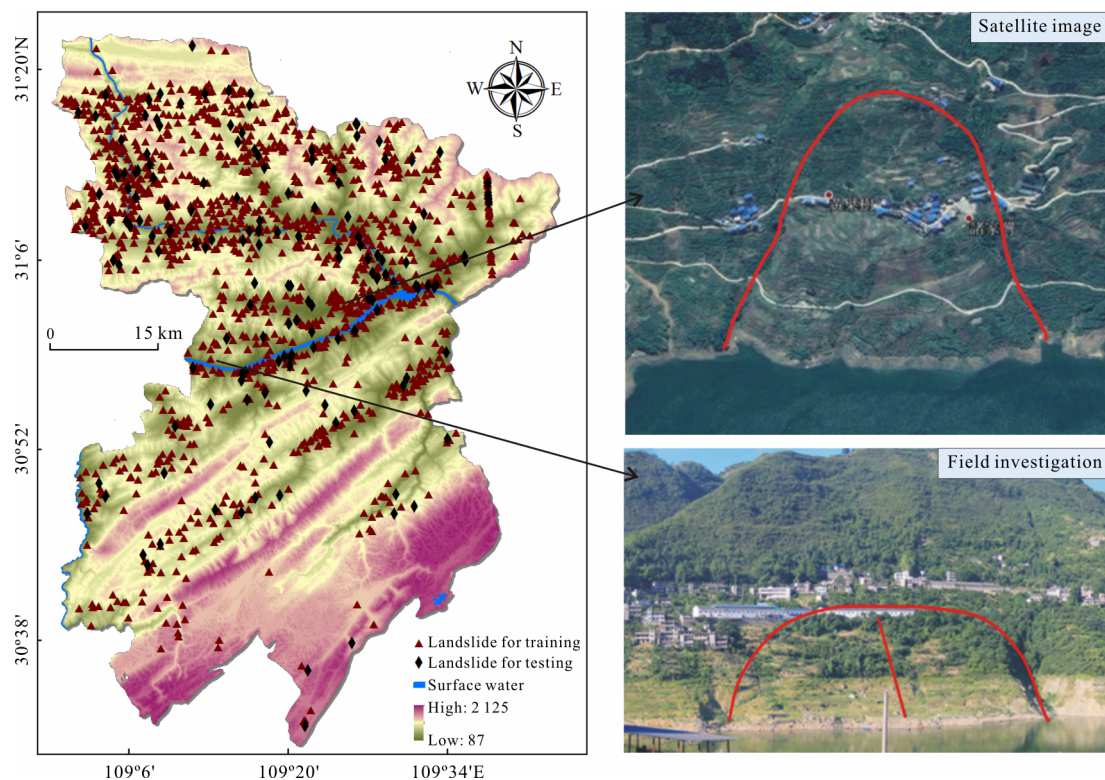 31°20′N
31°6′
30°52′
30°38′
109°6′
109°20′
109°34′E
N
W
E
S
0
15 km
Landslide for training
Landslide for testing
Surface water
High: 2 125
Low: 87
Satellite image
Field investigation